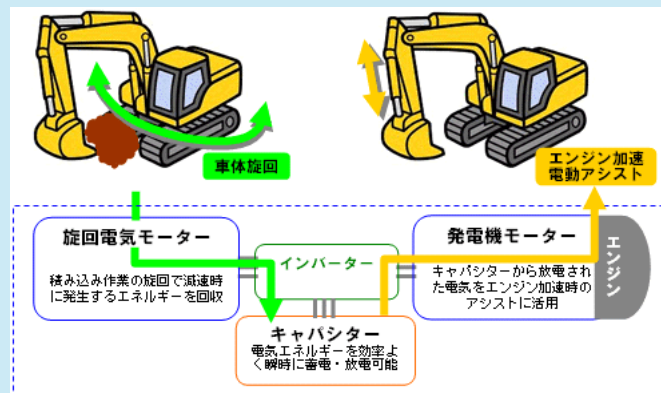 車体旋回
エンジン加速
電動アシスト
旋回電気モーター
積み込み作業の旋回で減速時
に発生するエネルギーを回収
インバーター
発電機モーター
キャパシターから放電され
た電気をエンジン加速時の
アシストに活用
エンジン
キャパシター
電気エネルギーを効率よ
く瞬時に蓄電・放電可能